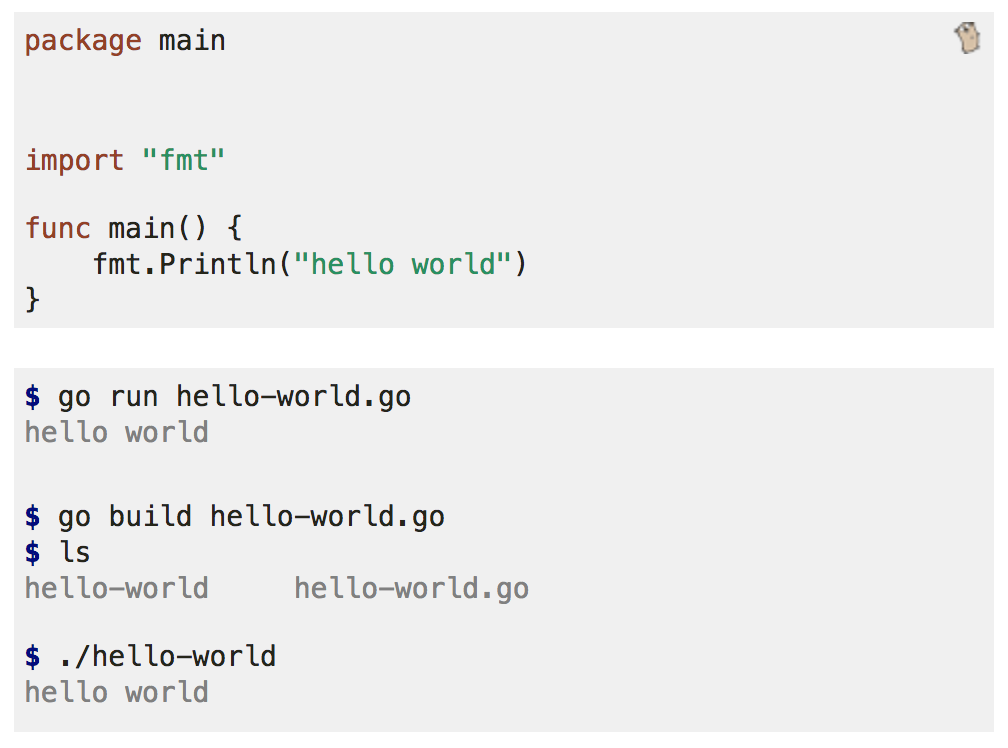 package main
import "fmt"
func main() {
    fmt.Println("hello world")
}
$ go run hello-world.go
hello world
$ go build hello-world.go
$ ls
hello-world     hello-world.go
$ ./hello-world
hello world